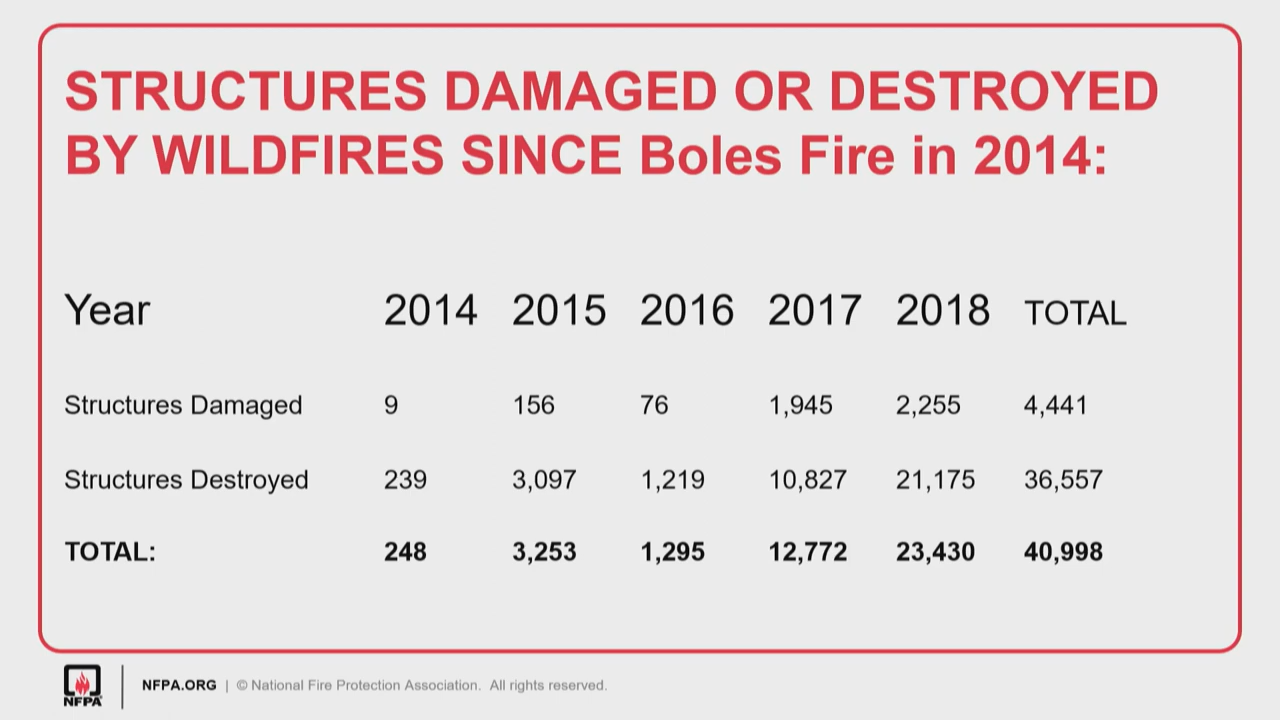 STRUCTURES DAMAGED OR DESTROYED
BY WILDFIRES SINCE Boles Fire in 2014:
Year 2014 2015 2016 2017 2018 TOTAL
Structures Damaged 9 156 76 1,945 2,255 4,441
Structures Destroyed 239 3,097 1,219 10,827 21,175 36,557
TOTAL: 248 3,253 1,295 12,772 23,430 40,998
NFPA
NFPA.ORG | © National Fire Protection Association. All rights reserved.